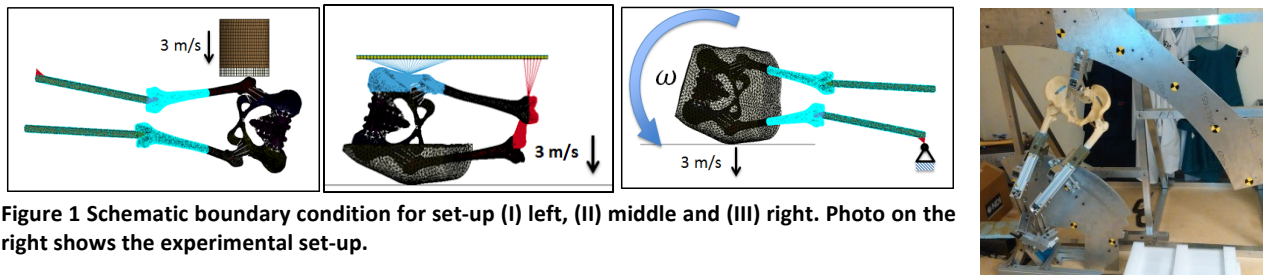 3 m/s
3 m/s
ω
3 m/s
Figure 1 Schematic boundary condition for set-up (I) left, (II) middle and (III) right. Photo on the
right shows the experimental set-up.